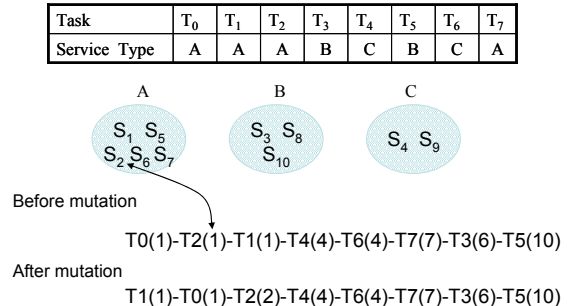 Task T0 T1 T2 T3 T4 T5 T6 T7
Service Type A A A B C B C A
A B C
S1 S5 S3 S8 S4 S9
S2 S6 S7 S10
Before mutation
T0(1)-T2(1)-T1(1)-T4(4)-T6(4)-T7(7)-T3(6)-T5(10)
After mutation
T1(1)-T0(1)-T2(2)-T4(4)-T6(4)-T7(7)-T3(6)-T5(10)